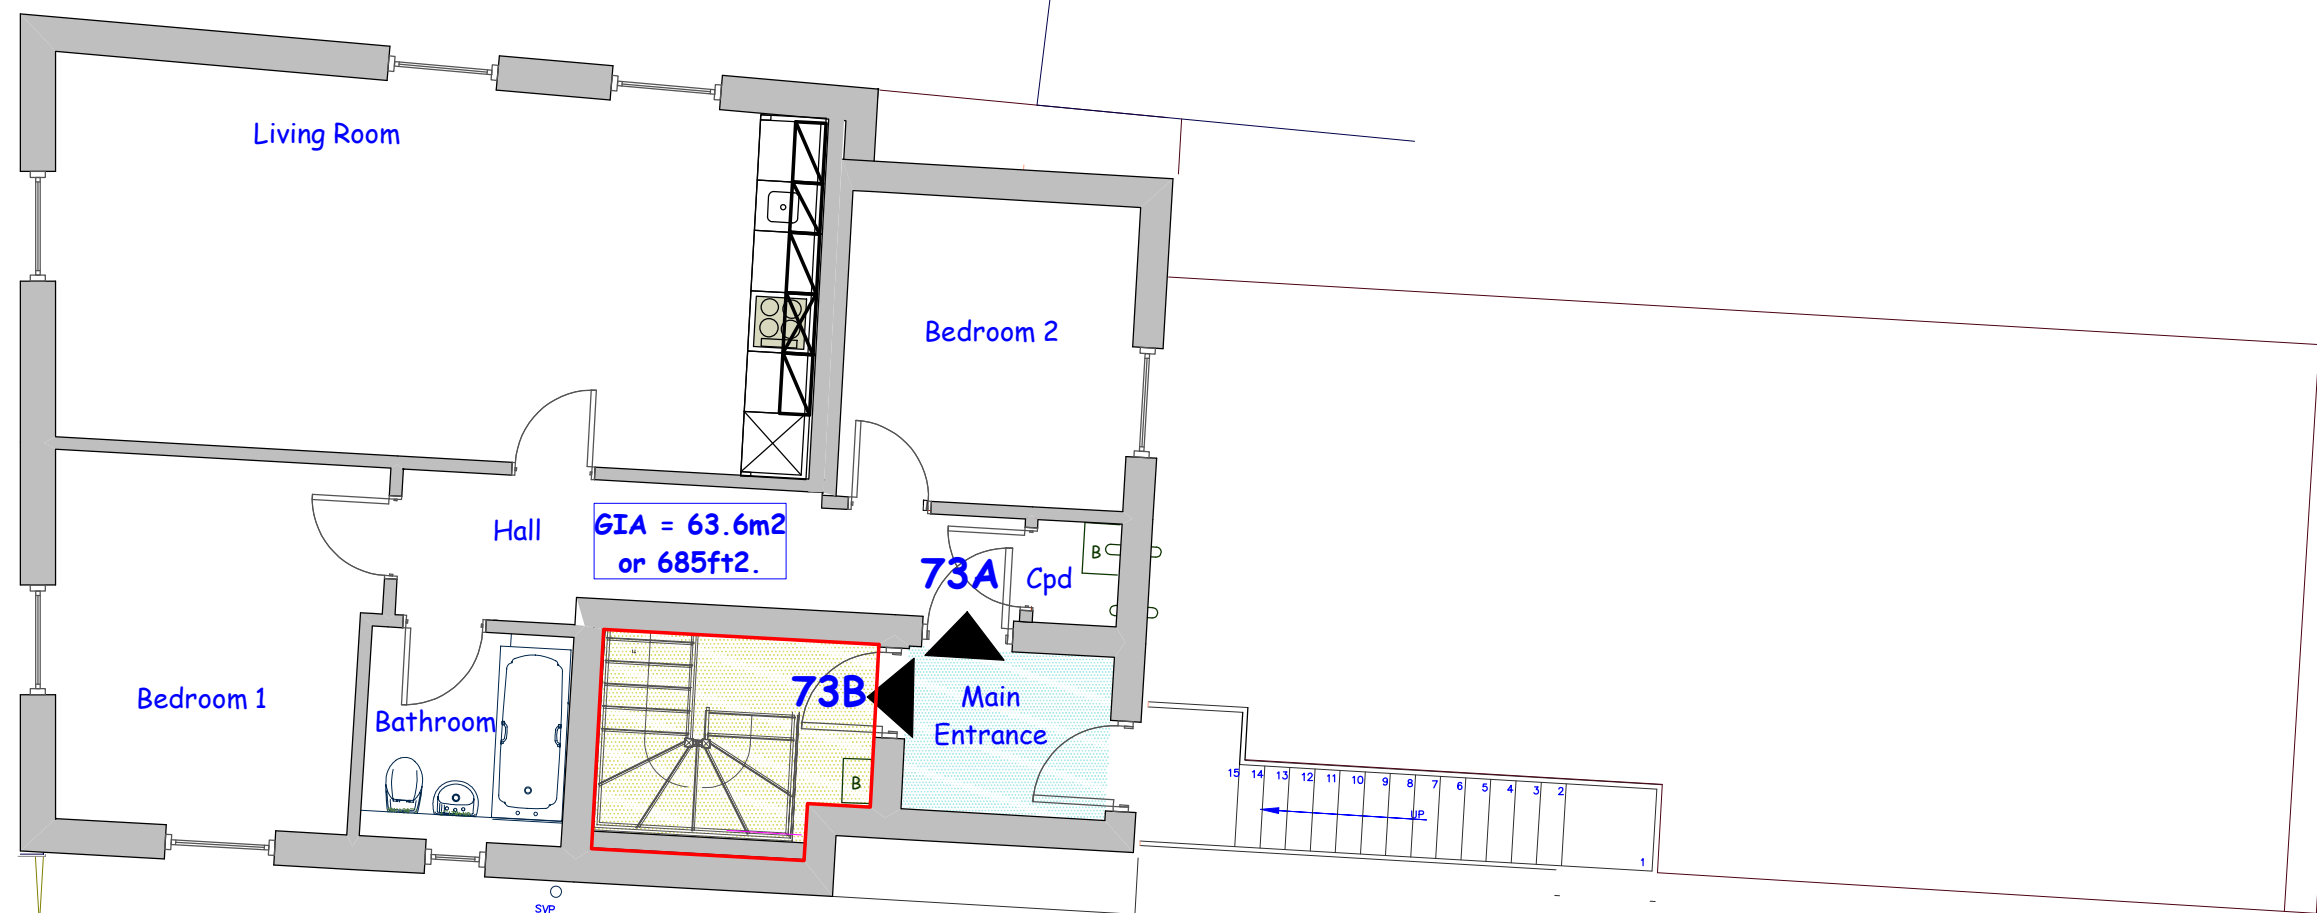 Living Room
Bedroom 2
Hall
GIA = 63.6m2
or 685ft2.
73A
Cpd
B
Bedroom 1
Bathroom
73B
Main
Entrance
B
15 14 13 12 11 10 9 8 7 6 5 4 3 2
UP
1
SVP